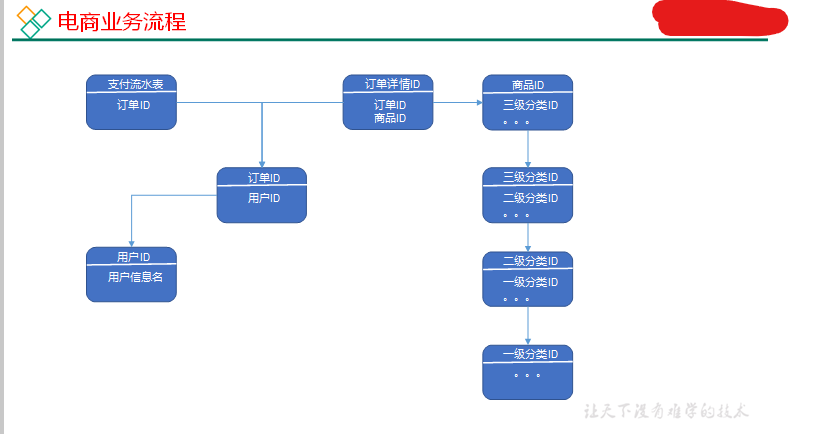 电商业务流程
支付流水表
订单ID
订单详情ID
订单ID
商品ID
商品ID
三级分类ID
。。。
订单ID
用户ID
三级分类ID
二级分类ID
。。。
用户ID
用户信息名
二级分类ID
一级分类ID
。。。
一级分类ID
。。。
让天下没有难学的技术